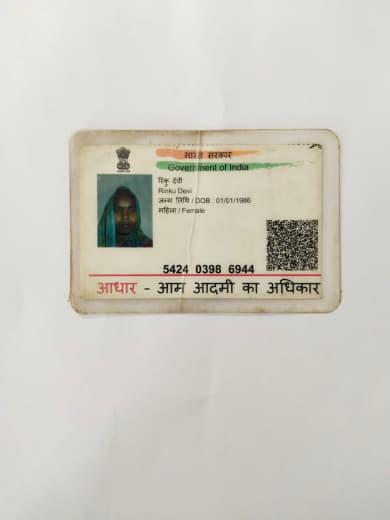 भारत सरकार
Government of India
रिंकु देवी
Rinku Devi
जन्म तिथि / DOB : 01/01/1986
महिला / Female
5424 0398 6944
आधार - आम आदमी का अधिकार